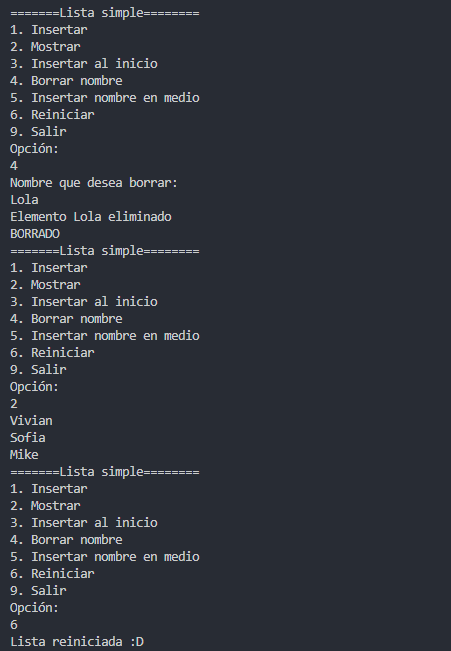 =======Lista simple========
1. Insertar
2. Mostrar
3. Insertar al inicio
4. Borrar nombre
5. Insertar nombre en medio
6. Reiniciar
9. Salir
Opción:
4
Nombre que desea borrar:
Lola
Elemento Lola eliminado
BORRADO
=======Lista simple========
1. Insertar
2. Mostrar
3. Insertar al inicio
4. Borrar nombre
5. Insertar nombre en medio
6. Reiniciar
9. Salir
Opción:
2
Vivian
Sofia
Mike
=======Lista simple========
1. Insertar
2. Mostrar
3. Insertar al inicio
4. Borrar nombre
5. Insertar nombre en medio
6. Reiniciar
9. Salir
Opción:
6
Lista reiniciada :D